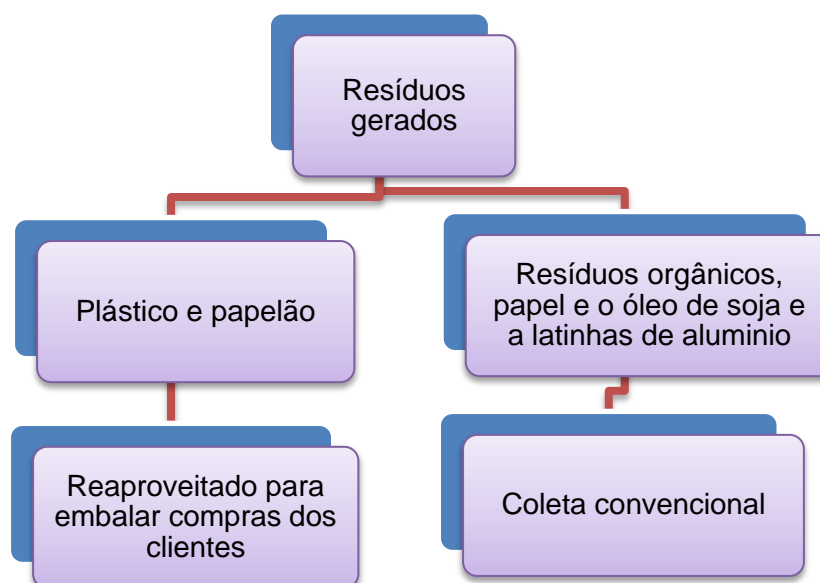 Resíduos
gerados
Plástico e papelão
Resíduos orgânicos,
papel e o óleo de soja e
a latinhas de aluminio
Reaproveitado para
embalar compras dos
clientes
Coleta convencional